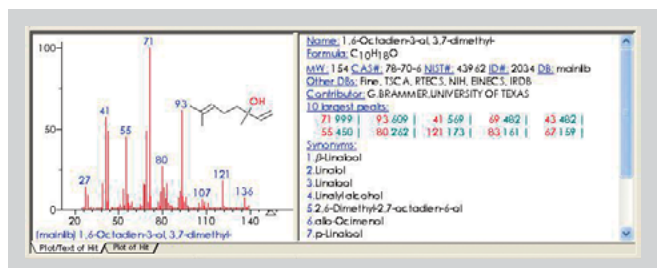 100
71
50
41
55
93
80
27
107
121
136
OH
20 50 80 110 140
(mainlib) 1,6-Octadien-3-ol, 3,7-dimethyl-
Plot/Text of Hit Plot of Hit
Name: 1,6-Octadien-3-ol, 3,7-dimethyl-
Formula: C10H18O
MW: 154 CAS#: 78-70-6 NIST#: 43962 ID#: 2034 DB: mainlib
Other DBs: Fine, TSCA, RTECS, NIH, EINECS, IRDB
Contributor: G.BRAMMER,UNIVERSITY OF TEXAS
10 largest peaks:
71 999 | 93 609 | 41 569 | 69 482 | 43 482 |
55 450 | 80 262 | 121 173 | 83 161 | 67 159 |
Synonyms:
1.β-Linalool
2.Linalol
3.Linalool
4.Linalyl alcohol
5.2,6-Dimethyl-2,7-octadien-6-ol
6.allo-Ocimenol
7.p-Linalool
0